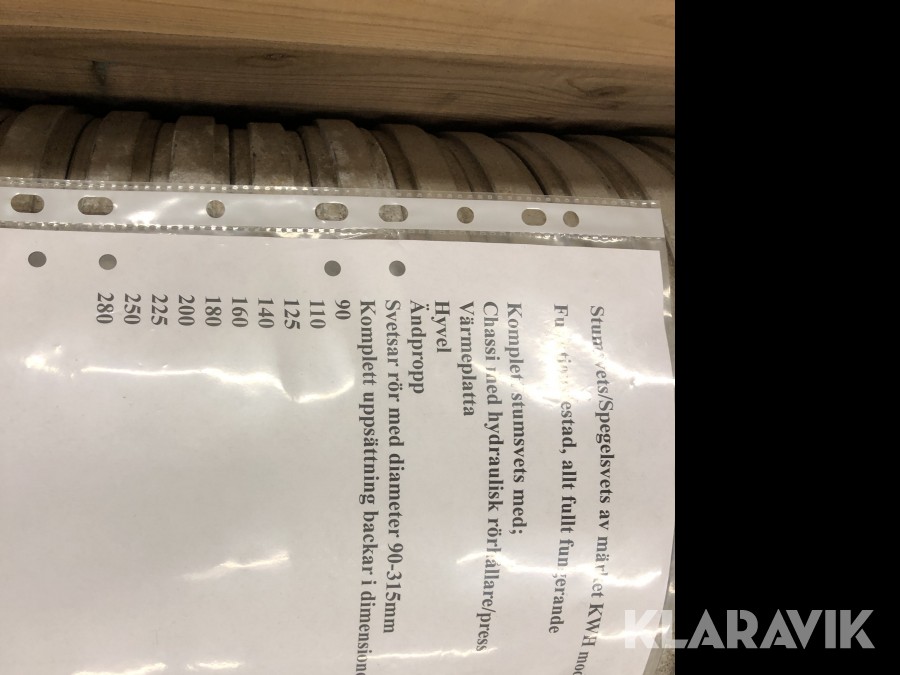 Stumsvets/Spegelsvets av märket KWH mod
Funktionstestad, allt fullt fungerande
Komplett stumsvets med;
Chassi med hydraulisk rörhållare/press
Värmeplatta
Hyvel
Ändpropp
Svetsar rör med diameter 90-315mm
Komplett uppsättning backar i dimension
90
110
125
140
160
180
200
225
250
280
KLARAVIK